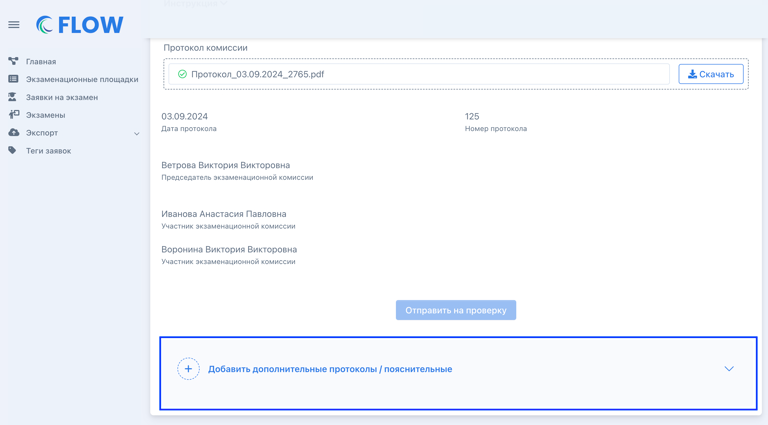 FLOW
Главная
Экзаменационные площадки
Заявки на экзамен
Экзамены
Экспорт
Теги заявок
Протокол комиссии
Протокол_03.09.2024_2765.pdf
Скачать
03.09.2024
125
Дата протокола
Номер протокола
Ветрова Виктория Викторовна
Председатель экзаменационной комиссии
Иванова Анастасия Павловна
Участник экзаменационной комиссии
Воронина Виктория Викторовна
Участник экзаменационной комиссии
Отправить на проверку
Добавить дополнительные протоколы / пояснительные